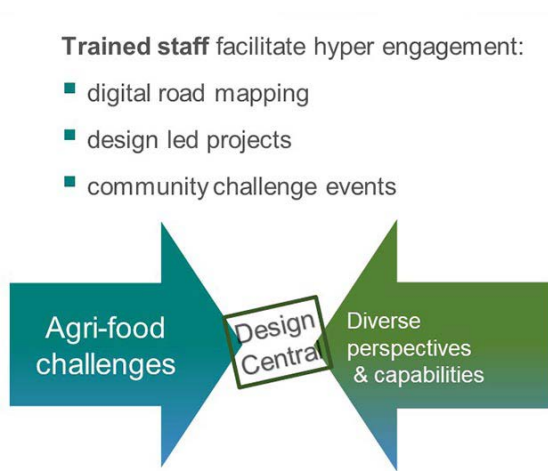 Trained staff facilitate hyper engagement:
digital road mapping
design led projects
community challenge events
Agri-food
challenges
Design
Central
Diverse
perspectives
& capabilities